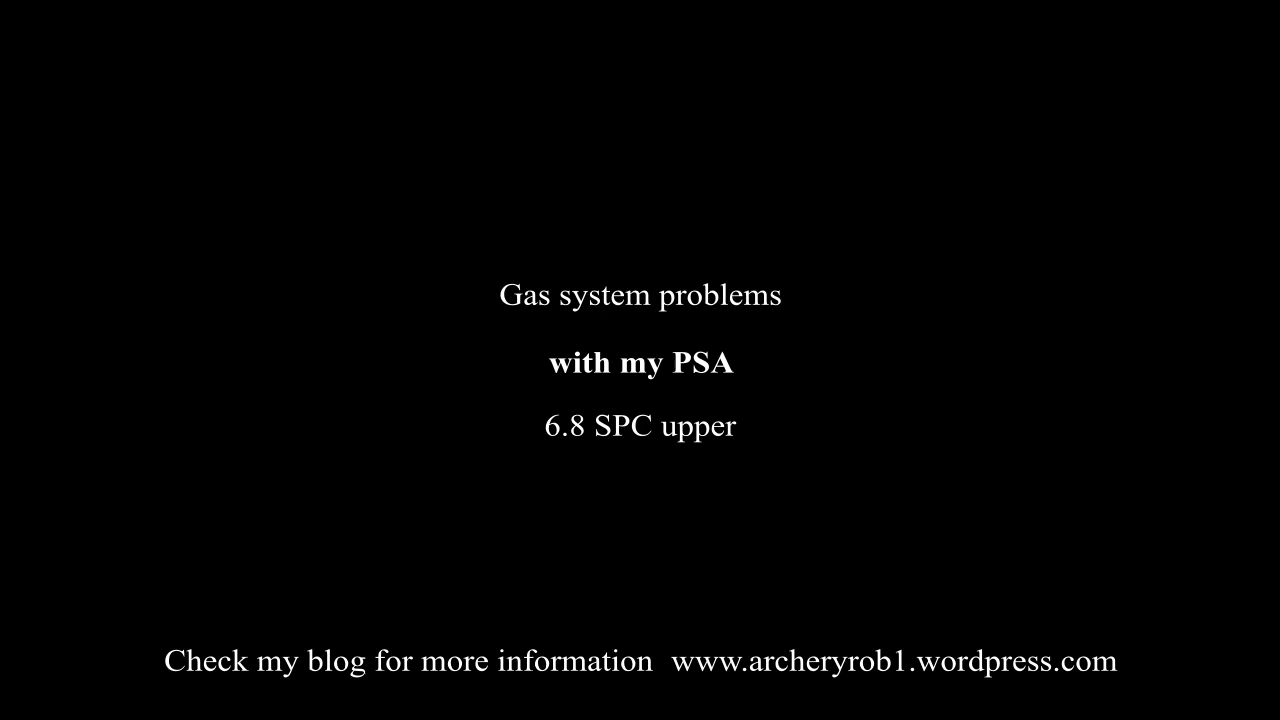 Gas system problems
with my PSA
6.8 SPC upper
Check my blog for more information  www.archeryrob1.wordpress.com